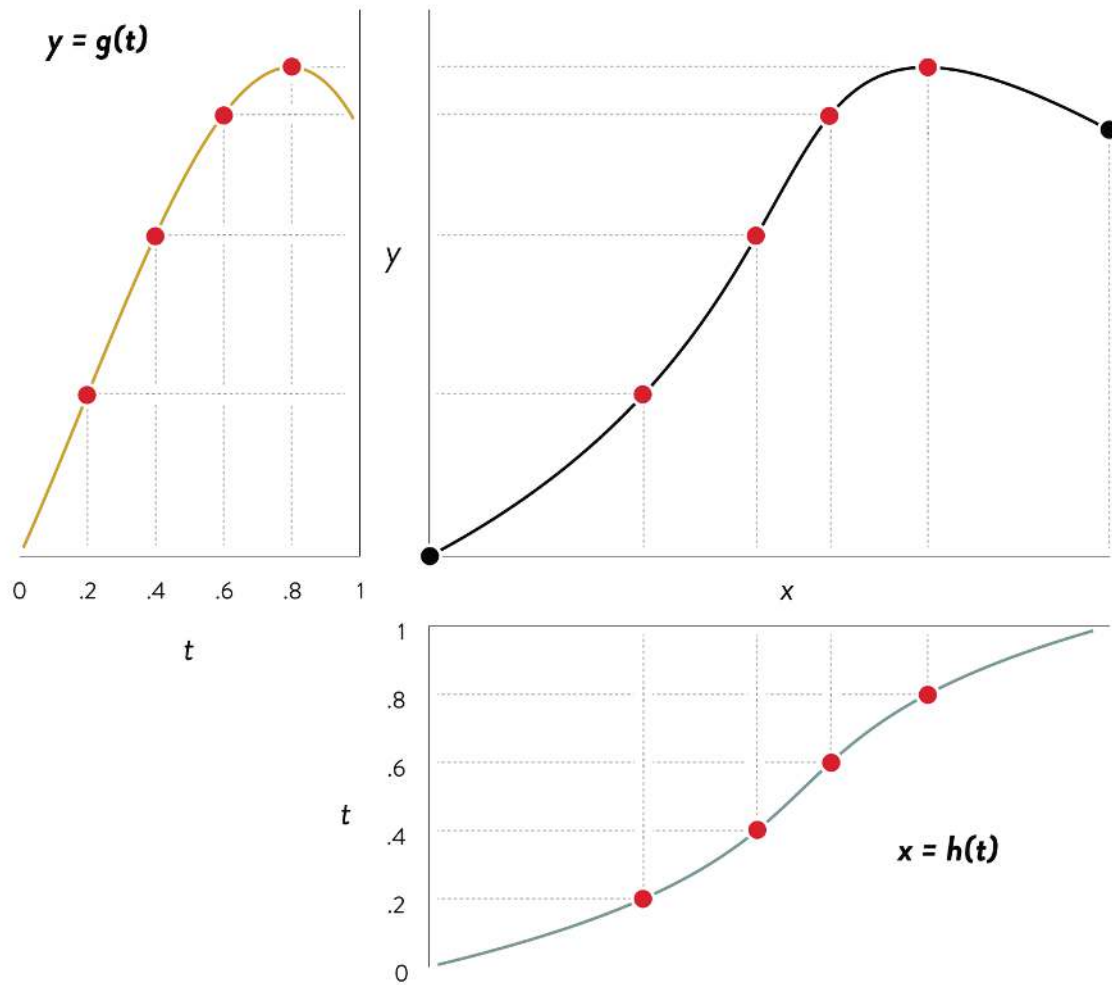 y = g(t)
y
0 .2 .4 .6 .8 1
t
x
1
.8
.6
.4
.2
0
t
x = h(t)